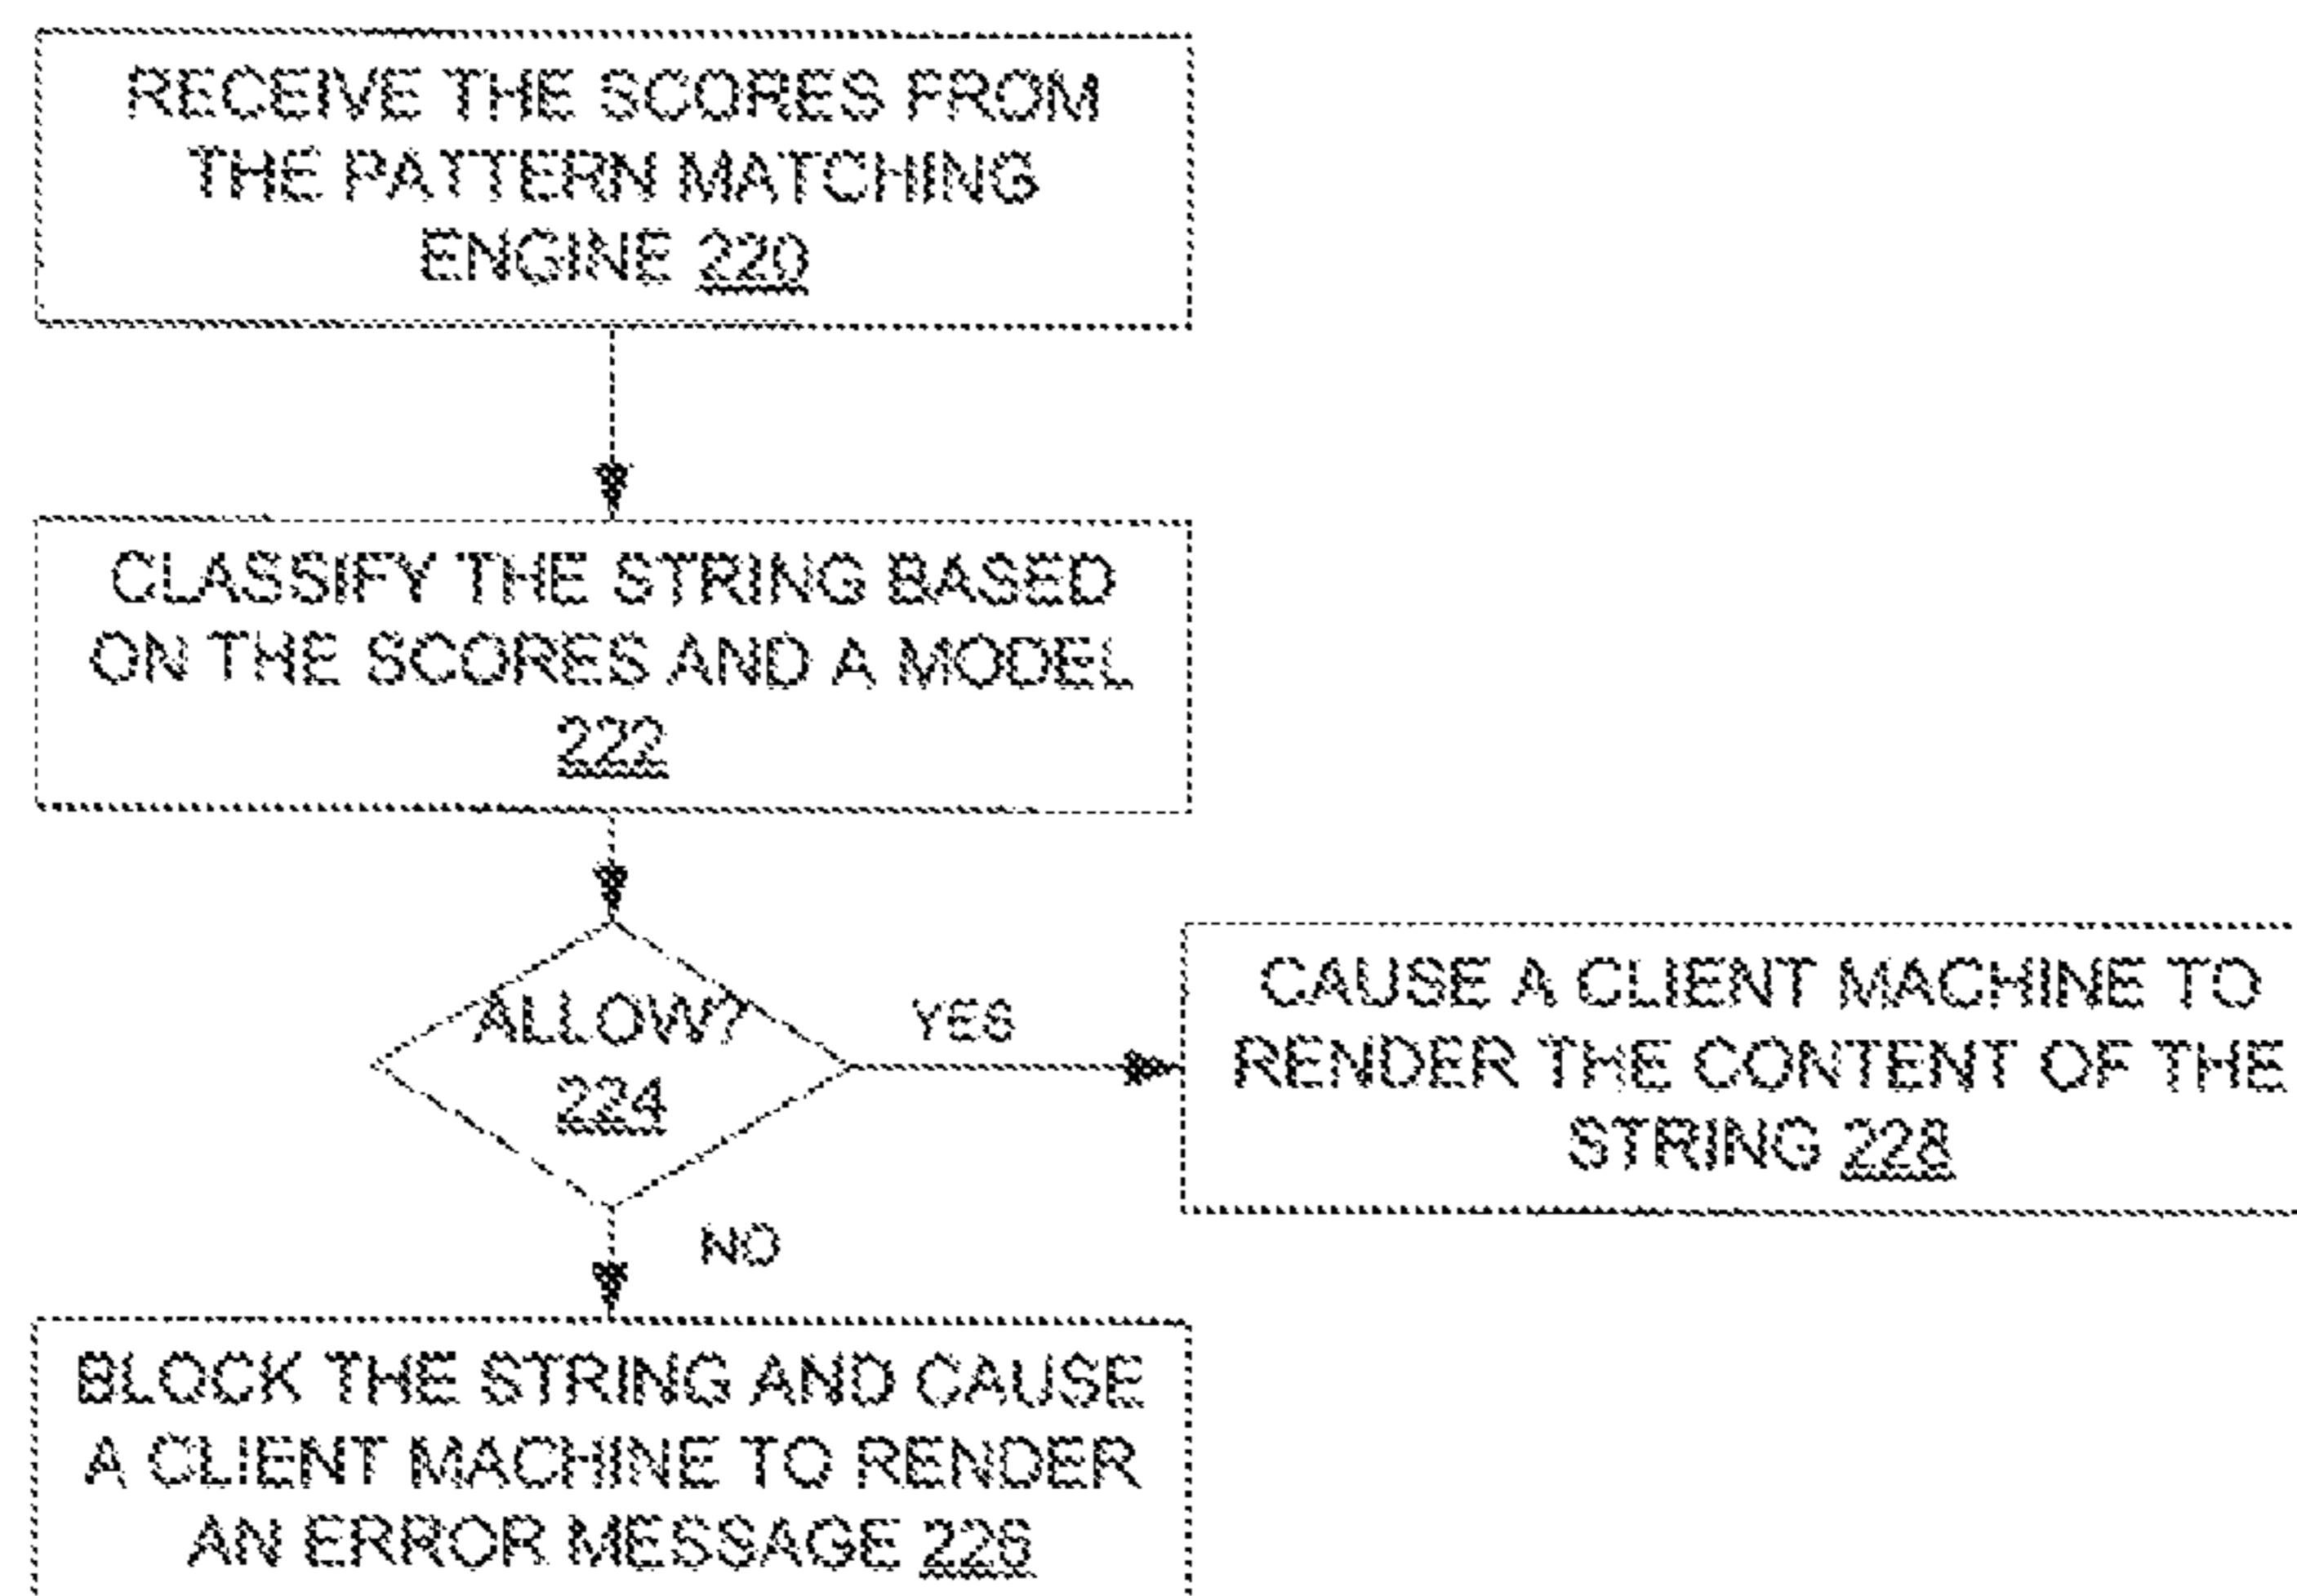 RECEIVE THE SCORES FROM
THE PATTERN MATCHING
ENGINE 220
CLASSIFY THE STRING BASED
ON THE SCORES AND A MODEL
222
ALLOW?
224
YES
CAUSE A CLIENT MACHINE TO
RENDER THE CONTENT OF THE
STRING 228
NO
BLOCK THE STRING AND CAUSE
A CLIENT MACHINE TO RENDER
AN ERROR MESSAGE 226